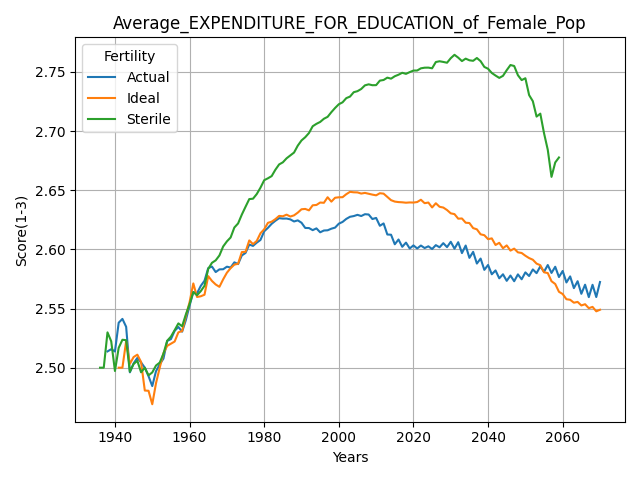 Average_EXPENDITURE_FOR_EDUCATION_of_Female_Pop
Fertility
Actual
Ideal
Sterile
Score(1-3)
2.75
2.70
2.65
2.60
2.55
2.50
1940 1960 1980 2000 2020 2040 2060
Years